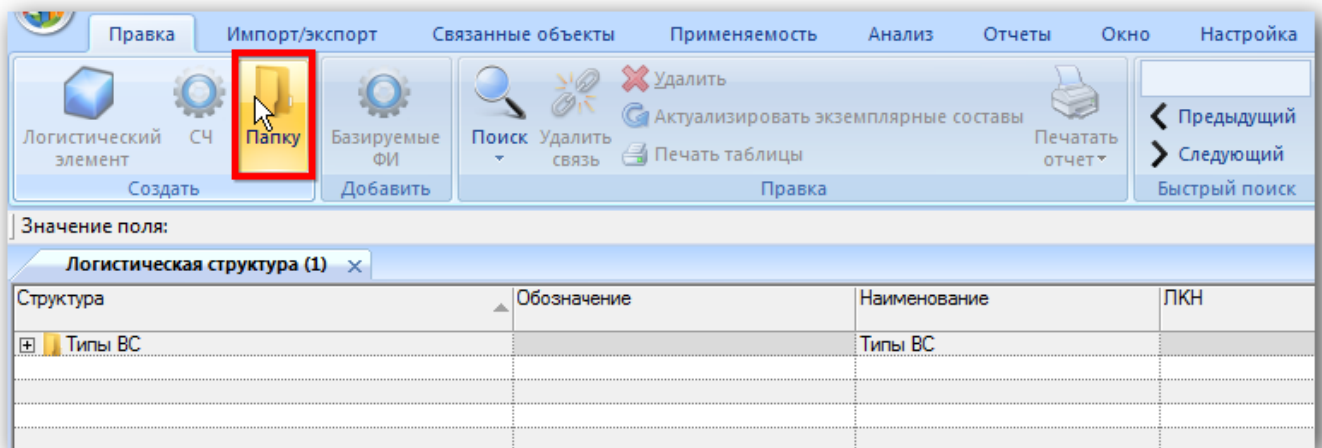 Правка Импорт/экспорт Связанные объекты Применяемость Анализ Отчеты Окно Настройка
Логистический элемент
СЧ
Папку
Создать
Базируемые ФИ
Добавить
Поиск
Удалить связь
Удалить
Актуализировать экземплярные составы
Печать таблицы
Печатать отчет
Правка
Предыдущий
Следующий
Быстрый поиск
Значение поля:
Логистическая структура (1)
Структура Обозначение Наименование ЛКН
Типы ВС Типы ВС